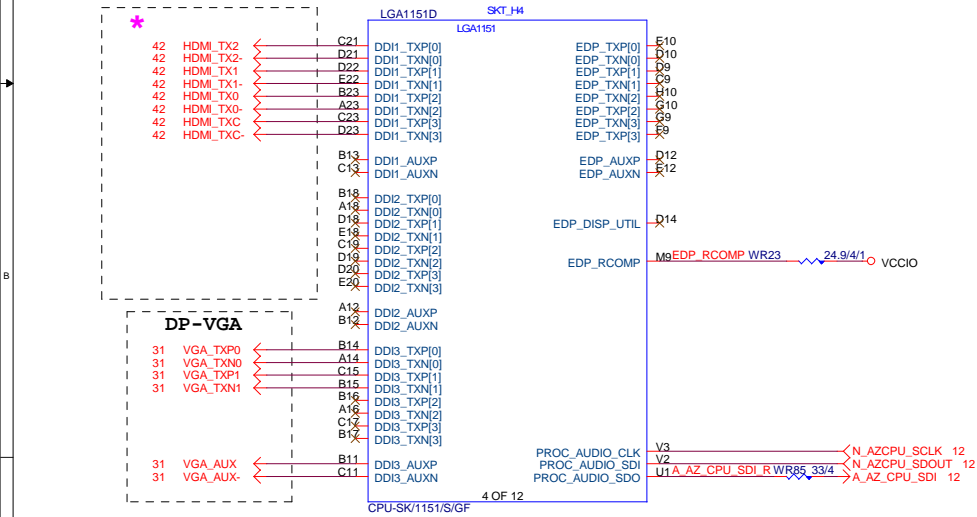 LGA1151D SKT_H4
LGA1151
*
42 HDMI_TX2 C21 DDI1_TXP[0] EDP_TXP[0] E10
42 HDMI_TX2- D21 DDI1_TXN[0] EDP_TXN[0] D10
42 HDMI_TX1 D22 DDI1_TXP[1] EDP_TXP[1] D9
42 HDMI_TX1- E22 DDI1_TXN[1] EDP_TXN[1] C9
42 HDMI_TX0 B23 DDI1_TXP[2] EDP_TXN[2] H10
42 HDMI_TX0- A23 DDI1_TXN[2] EDP_TXP[2] G10
42 HDMI_TXC C23 DDI1_TXP[3] EDP_TXN[3] G9
42 HDMI_TXC- D23 DDI1_TXN[3] EDP_TXP[3] F9
B13 DDI1_AUXP EDP_AUXP D12
C13 DDI1_AUXN EDP_AUXN E12
B18 DDI2_TXP[0]
A18 DDI2_TXN[0]
D18 DDI2_TXP[1] EDP_DISP_UTIL D14
E18 DDI2_TXN[1]
C19 DDI2_TXP[2]
D19 DDI2_TXN[2] EDP_RCOMP M9 EDP_RCOMP WR23 24.9/4/1 VCCIO
D20 DDI2_TXP[3]
E20 DDI2_TXN[3]
B
A12 DDI2_AUXP
B12 DDI2_AUXN
DP-VGA
31 VGA_TXP0 B14 DDI3_TXP[0]
31 VGA_TXN0 A14 DDI3_TXN[0]
31 VGA_TXP1 C15 DDI3_TXP[1]
31 VGA_TXN1 B15 DDI3_TXN[1]
B16 DDI3_TXP[2]
A16 DDI3_TXN[2]
C17 DDI3_TXP[3]
B17 DDI3_TXN[3]
PROC_AUDIO_CLK V3 N_AZCPU_SCLK 12
31 VGA_AUX B11 DDI3_AUXP PROC_AUDIO_SDI V2 N_AZCPU_SDOUT 12
31 VGA_AUX- C11 DDI3_AUXN PROC_AUDIO_SDO U1 A_AZ_CPU_SDI_R WR85 33/4 A_AZ_CPU_SDI 12
4 OF 12
CPU-SK/1151/S/GF